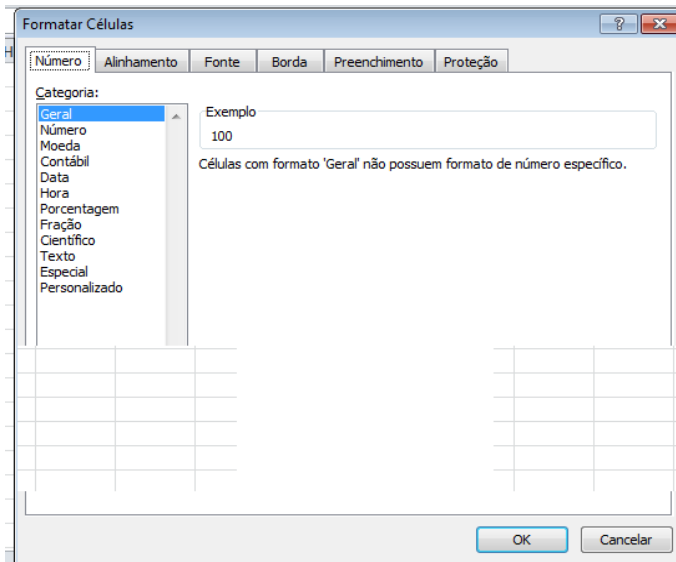 Formatar Células
H
Número Alinhamento Fonte Borda Preenchimento Proteção
Categoria:
Geral
Número
Moeda
Contábil
Data
Hora
Porcentagem
Fração
Científico
Texto
Especial
Personalizado
Exemplo
100
Células com formato 'Geral' não possuem formato de número específico.
OK Cancelar